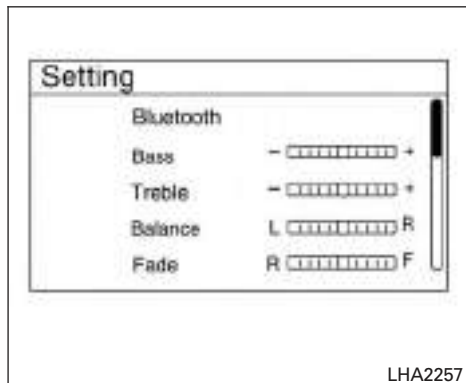 Setting
Bluetooth
Bass - +
Treble - +
Balance L R
Fade R F
LHA2257